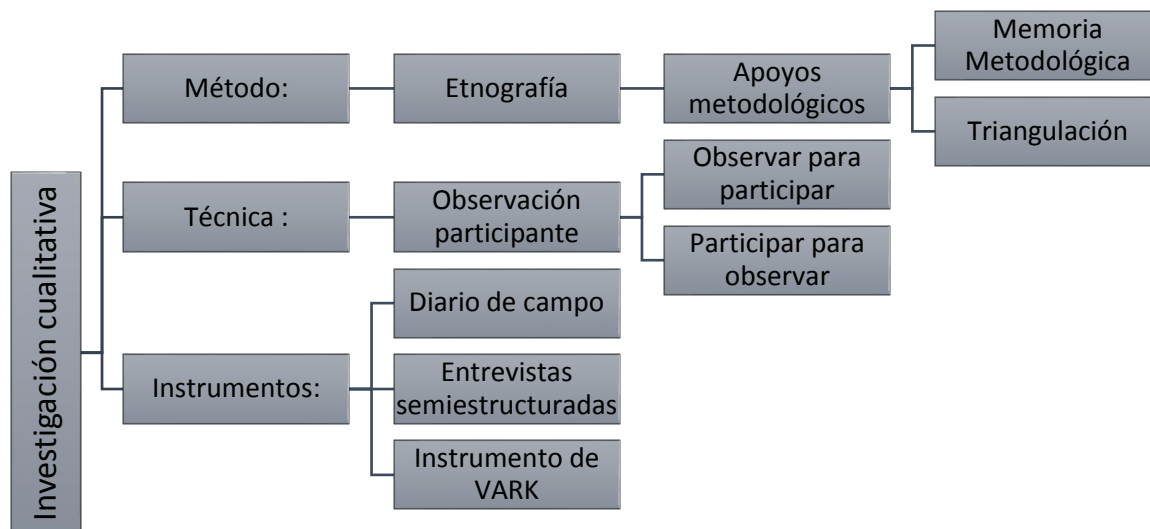 Investigación cualitativa
Método:
Etnografía
Apoyos
metodológicos
Memoria
Metodológica
Triangulación
Técnica :
Observación
participante
Observar para
participar
Participar para
observar
Instrumentos:
Diario de campo
Entrevistas
semiestructuradas
Instrumento de
VARK